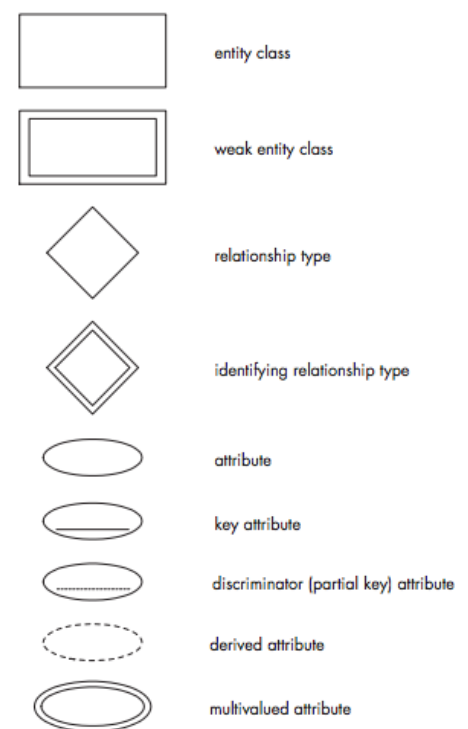 entity class
weak entity class
relationship type
identifying relationship type
attribute
key attribute
discriminator (partial key) attribute
derived attribute
multivalued attribute